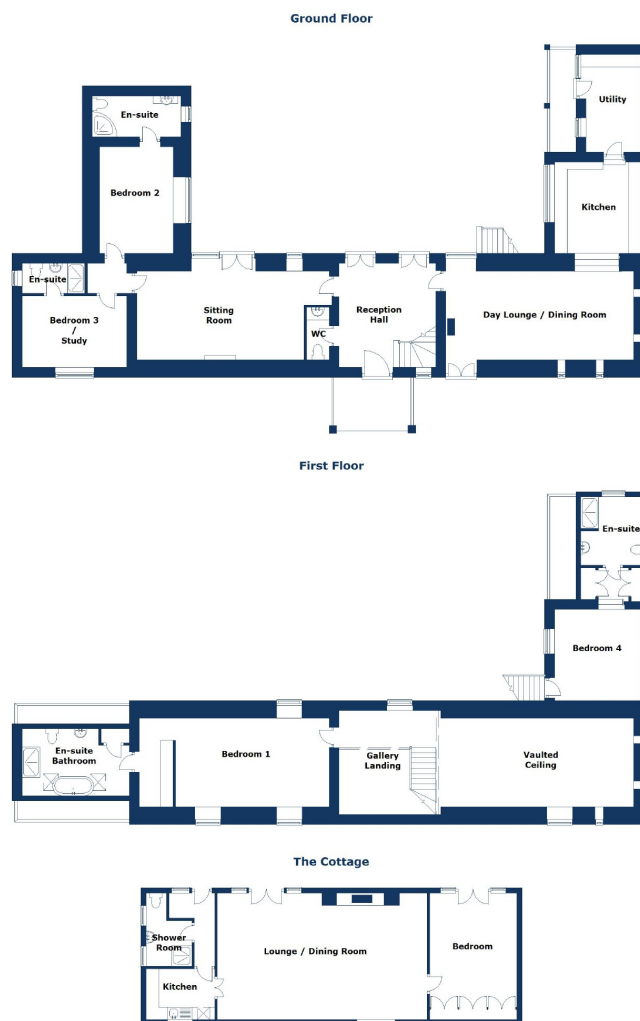 Ground Floor
En-suite
Utility
Bedroom 2
Kitchen
En-suite
Bedroom 3
/
Study
Sitting
Room
WC
Reception
Hall
Day Lounge / Dining Room
First Floor
En-suite
Bedroom 4
En-suite
Bathroom
Bedroom 1
Gallery
Landing
Vaulted
Ceiling
The Cottage
Shower
Room
Lounge / Dining Room
Bedroom
Kitchen